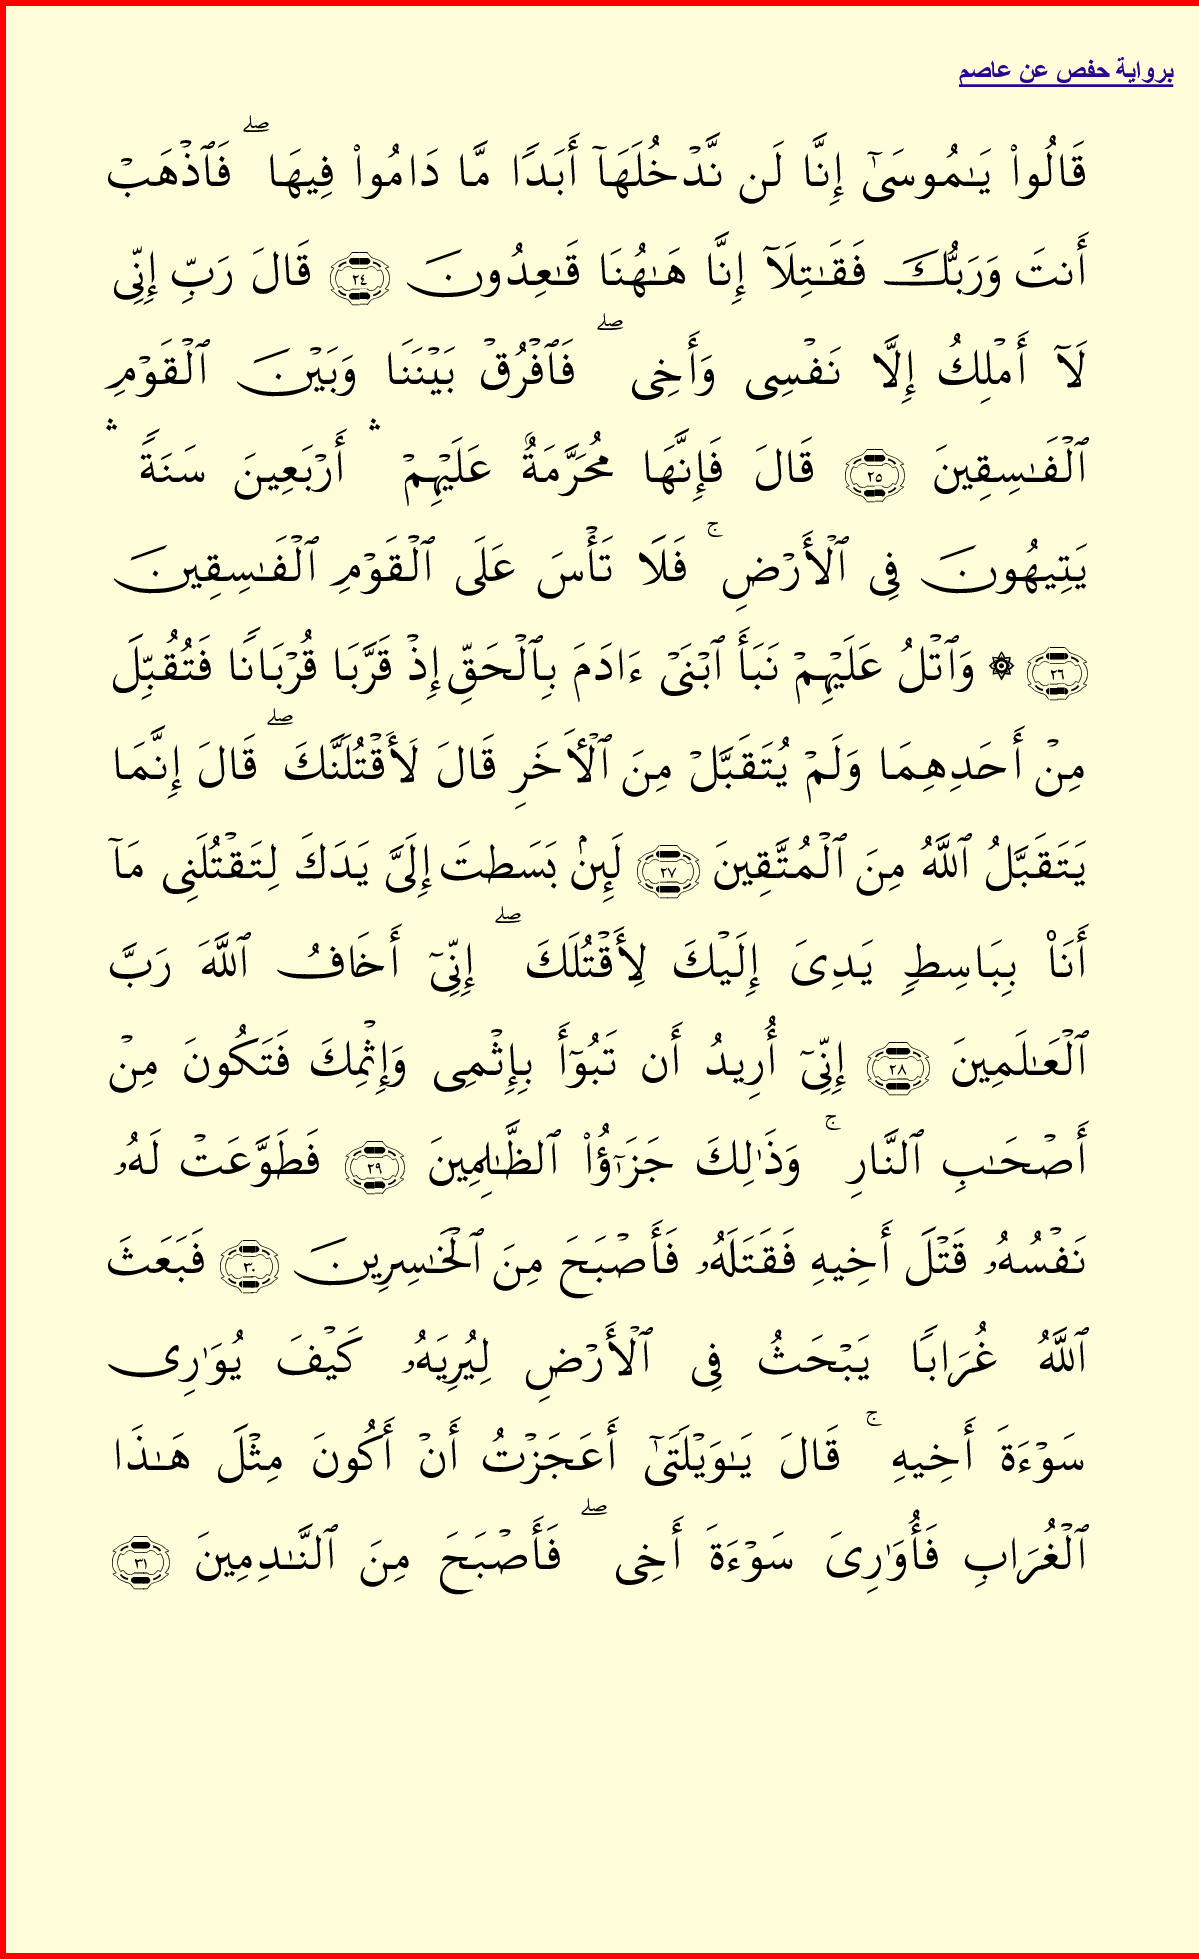 برواية حفص عن عاصم
قَالُوا۟ يَـٰمُوسَىٰٓ إِنَّا لَن نَّدْخُلَهَآ أَبَدًا مَّا دَامُوا۟ فِيهَا ۖ فَٱذْهَبْ
أَنتَ وَرَبُّكَ فَقَـٰتِلَآ إِنَّا هَـٰهُنَا قَـٰعِدُونَ ﴿٢٤﴾ قَالَ رَبِّ إِنِّى
لَآ أَمْلِكُ إِلَّا نَفْسِى وَأَخِى ۖ فَٱفْرُقْ بَيْنَنَا وَبَيْنَ ٱلْقَوْمِ
ٱلْفَـٰسِقِينَ ﴿٢٥﴾ قَالَ فَإِنَّهَا مُحَرَّمَةٌ عَلَيْهِمْ ۛ أَرْبَعِينَ سَنَةً ۛ
يَتِيهُونَ فِى ٱلْأَرْضِ ۚ فَلَا تَأْسَ عَلَى ٱلْقَوْمِ ٱلْفَـٰسِقِينَ
﴿٢٦﴾ ۞ وَٱتْلُ عَلَيْهِمْ نَبَأَ ٱبْنَىْ ءَادَمَ بِٱلْحَقِّ إِذْ قَرَّبَا قُرْبَانًا فَتُقُبِّلَ
مِنْ أَحَدِهِمَا وَلَمْ يُتَقَبَّلْ مِنَ ٱلْـَٔاخَرِ قَالَ لَأَقْتُلَنَّكَ ۖ قَالَ إِنَّمَا
يَتَقَبَّلُ ٱللَّهُ مِنَ ٱلْمُتَّقِينَ ﴿٢٧﴾ لَئِنۢ بَسَطتَ إِلَىَّ يَدَكَ لِتَقْتُلَنِى مَآ
أَنَا۠ بِبَاسِطٍ يَدِىَ إِلَيْكَ لِأَقْتُلَكَ ۖ إِنِّىٓ أَخَافُ ٱللَّهَ رَبَّ
ٱلْعَـٰلَمِينَ ﴿٢٨﴾ إِنِّىٓ أُرِيدُ أَن تَبُوٓأَ بِإِثْمِى وَإِثْمِكَ فَتَكُونَ مِنْ
أَصْحَـٰبِ ٱلنَّارِ ۚ وَذَٰلِكَ جَزَٰٓؤُا۟ ٱلظَّـٰلِمِينَ ﴿٢٩﴾ فَطَوَّعَتْ لَهُۥ
نَفْسُهُۥ قَتْلَ أَخِيهِ فَقَتَلَهُۥ فَأَصْبَحَ مِنَ ٱلْخَـٰسِرِينَ ﴿٣٠﴾ فَبَعَثَ
ٱللَّهُ غُرَابًا يَبْحَثُ فِى ٱلْأَرْضِ لِيُرِيَهُۥ كَيْفَ يُوَٰرِى
سَوْءَةَ أَخِيهِ ۚ قَالَ يَـٰوَيْلَتَىٰٓ أَعَجَزْتُ أَنْ أَكُونَ مِثْلَ هَـٰذَا
ٱلْغُرَابِ فَأُوَٰرِىَ سَوْءَةَ أَخِى ۖ فَأَصْبَحَ مِنَ ٱلنَّـٰدِمِينَ ﴿٣١﴾